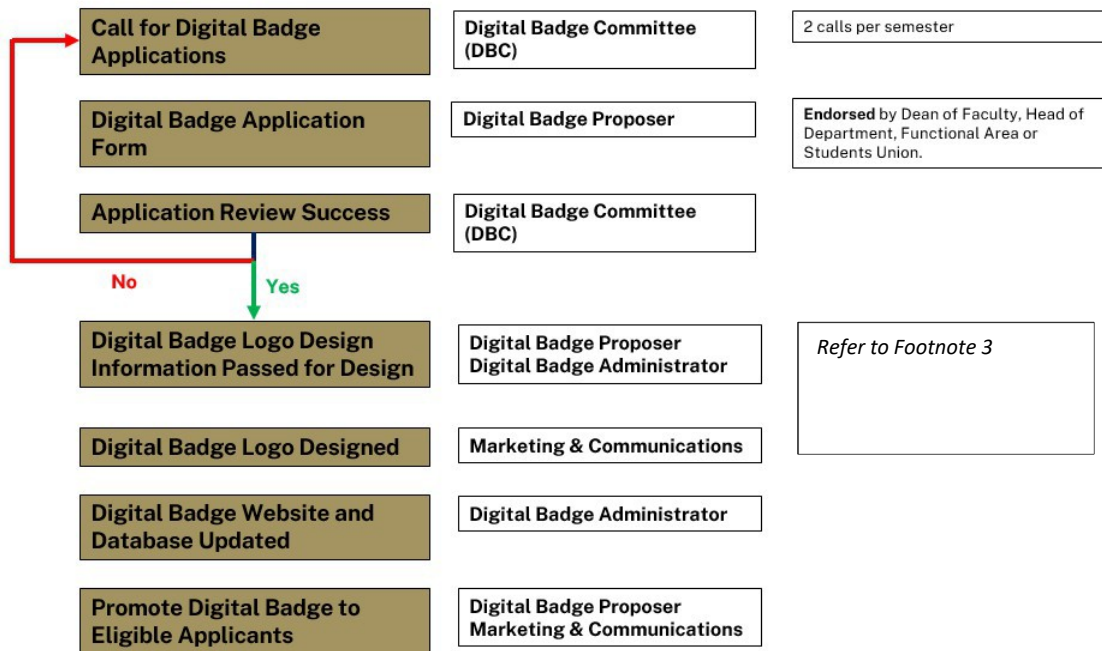 Call for Digital Badge
Applications
Digital Badge Committee
(DBC)
2 calls per semester
Digital Badge Application
Form
Digital Badge Proposer
Endorsed by Dean of Faculty, Head of
Department, Functional Area or
Students Union.
Application Review Success
Digital Badge Committee
(DBC)
No
Yes
Digital Badge Logo Design
Information Passed for Design
Digital Badge Proposer
Digital Badge Administrator
Refer to Footnote 3
Digital Badge Logo Designed
Marketing & Communications
Digital Badge Website and
Database Updated
Digital Badge Administrator
Promote Digital Badge to
Eligible Applicants
Digital Badge Proposer
Marketing & Communications